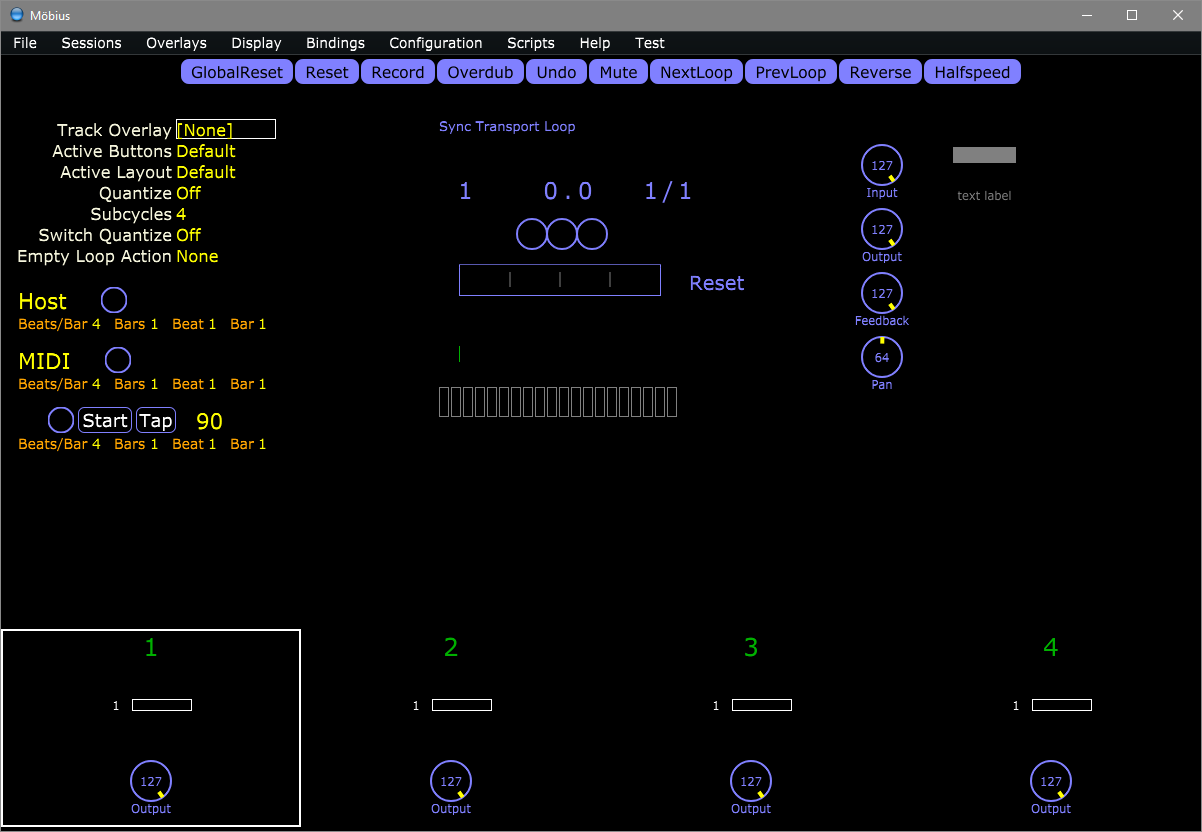 Möbius
File Sessions Overlays Display Bindings Configuration Scripts Help Test
GlobalReset Reset Record Overdub Undo Mute NextLoop PrevLoop Reverse Halfspeed
Track Overlay [None]
Active Buttons Default
Active Layout Default
Quantize Off
Subcycles 4
Switch Quantize Off
Empty Loop Action None
Host
Beats/Bar 4 Bars 1 Beat 1 Bar 1
MIDI
Beats/Bar 4 Bars 1 Beat 1 Bar 1
Start Tap 90
Beats/Bar 4 Bars 1 Beat 1 Bar 1
Sync Transport Loop
1 0.0 1/1
Reset
127
Input
127
Output
127
Feedback
64
Pan
text label
1 2 3 4
1 1 1 1
127 127 127 127
Output Output Output Output